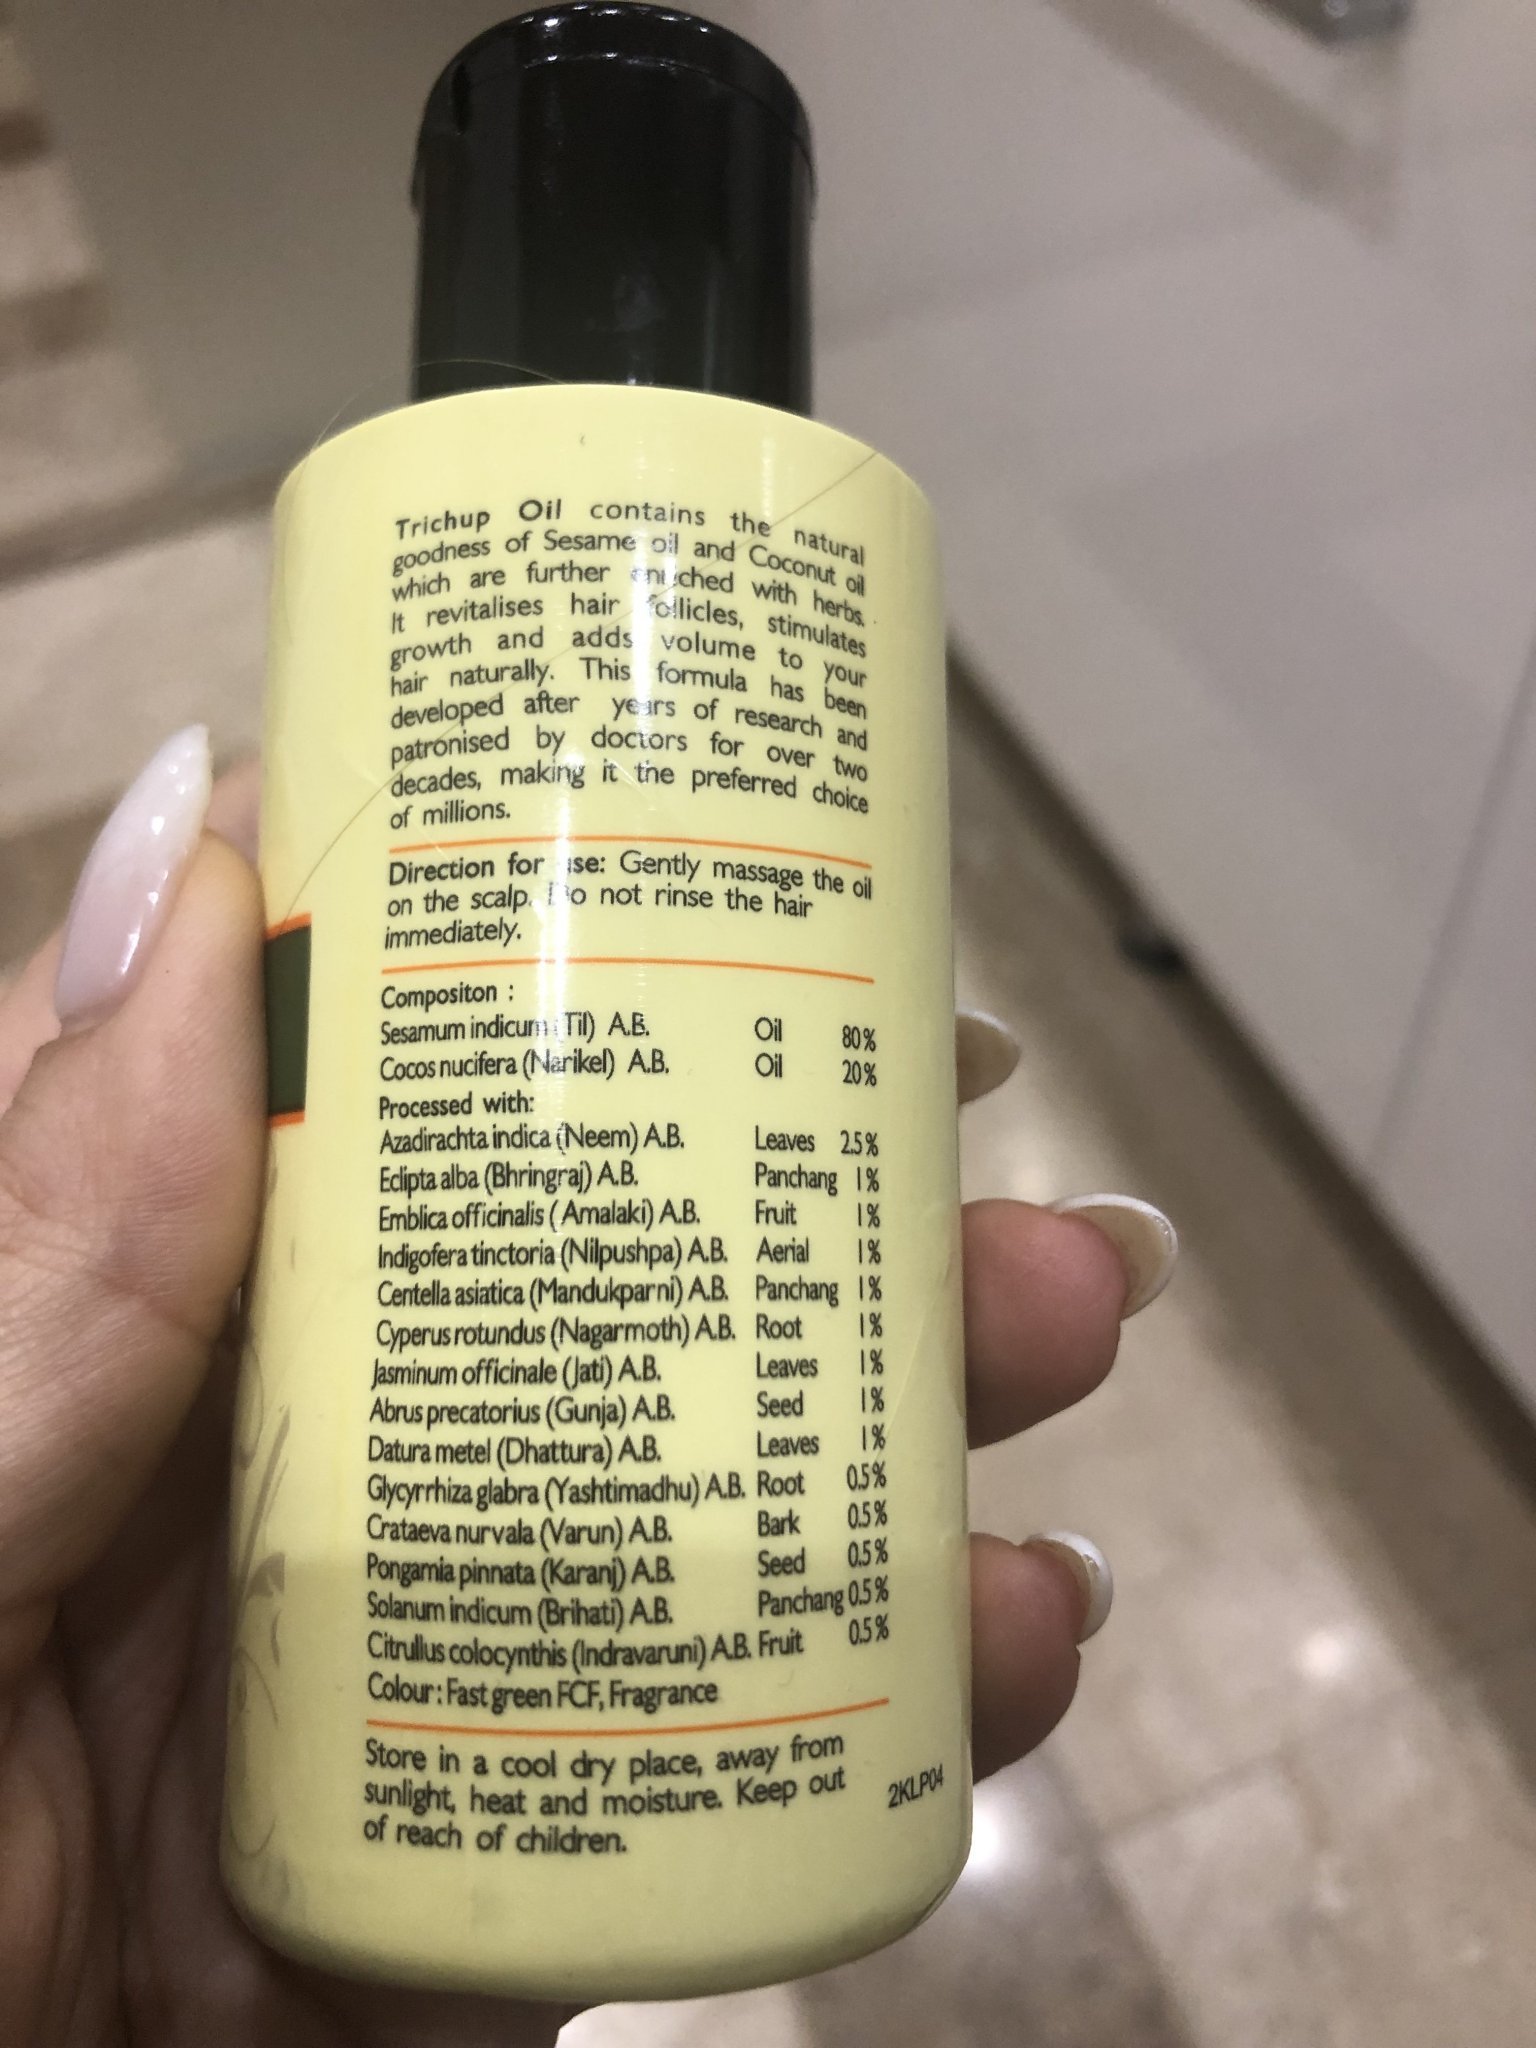 Trichup Oil contains the natural
goodness of Sesame oil and Coconut oil
which are further enriched with herbs.
It revitalises hair follicles, stimulates
growth and adds volume to your
hair naturally. This formula has been
developed after years of research and
patronised by doctors for over two
decades, making it the preferred choice
of millions.
Direction for use: Gently massage the oil
on the scalp. Do not rinse the hair
immediately.
Compositon :
Sesamum indicum (Til) A.B. Oil 80%
Cocos nucifera (Narikel) A.B. Oil 20%
Processed with:
Azadirachta indica (Neem) A.B. Leaves 2.5%
Eclipta alba (Bhringraj) A.B. Panchang 1%
Emblica officinalis ( Amalaki) A.B. Fruit 1%
Indigofera tinctoria (Nilpushpa) A.B. Aerial 1%
Centella asiatica (Mandukparni) A.B. Panchang 1%
Cyperus rotundus (Nagarmoth) A.B. Root 1%
Jasminum officinale (Jati) A.B. Leaves 1%
Abrus precatorius (Gunja) A.B. Seed 1%
Datura metel (Dhattura) A.B. Leaves 1%
Glycyrrhiza glabra (Yashtimadhu) A.B. Root 0.5%
Crataeva nurvala (Varun) A.B. Bark 0.5%
Pongamia pinnata (Karanj) A.B. Seed 0.5%
Solanum indicum (Brihati) A.B. Panchang 0.5%
Citrullus colocynthis (Indravaruni) A.B. Fruit 0.5%
Colour : Fast green FCF, Fragrance
Store in a cool dry place, away from
sunlight, heat and moisture. Keep out
of reach of children.
2KLP04